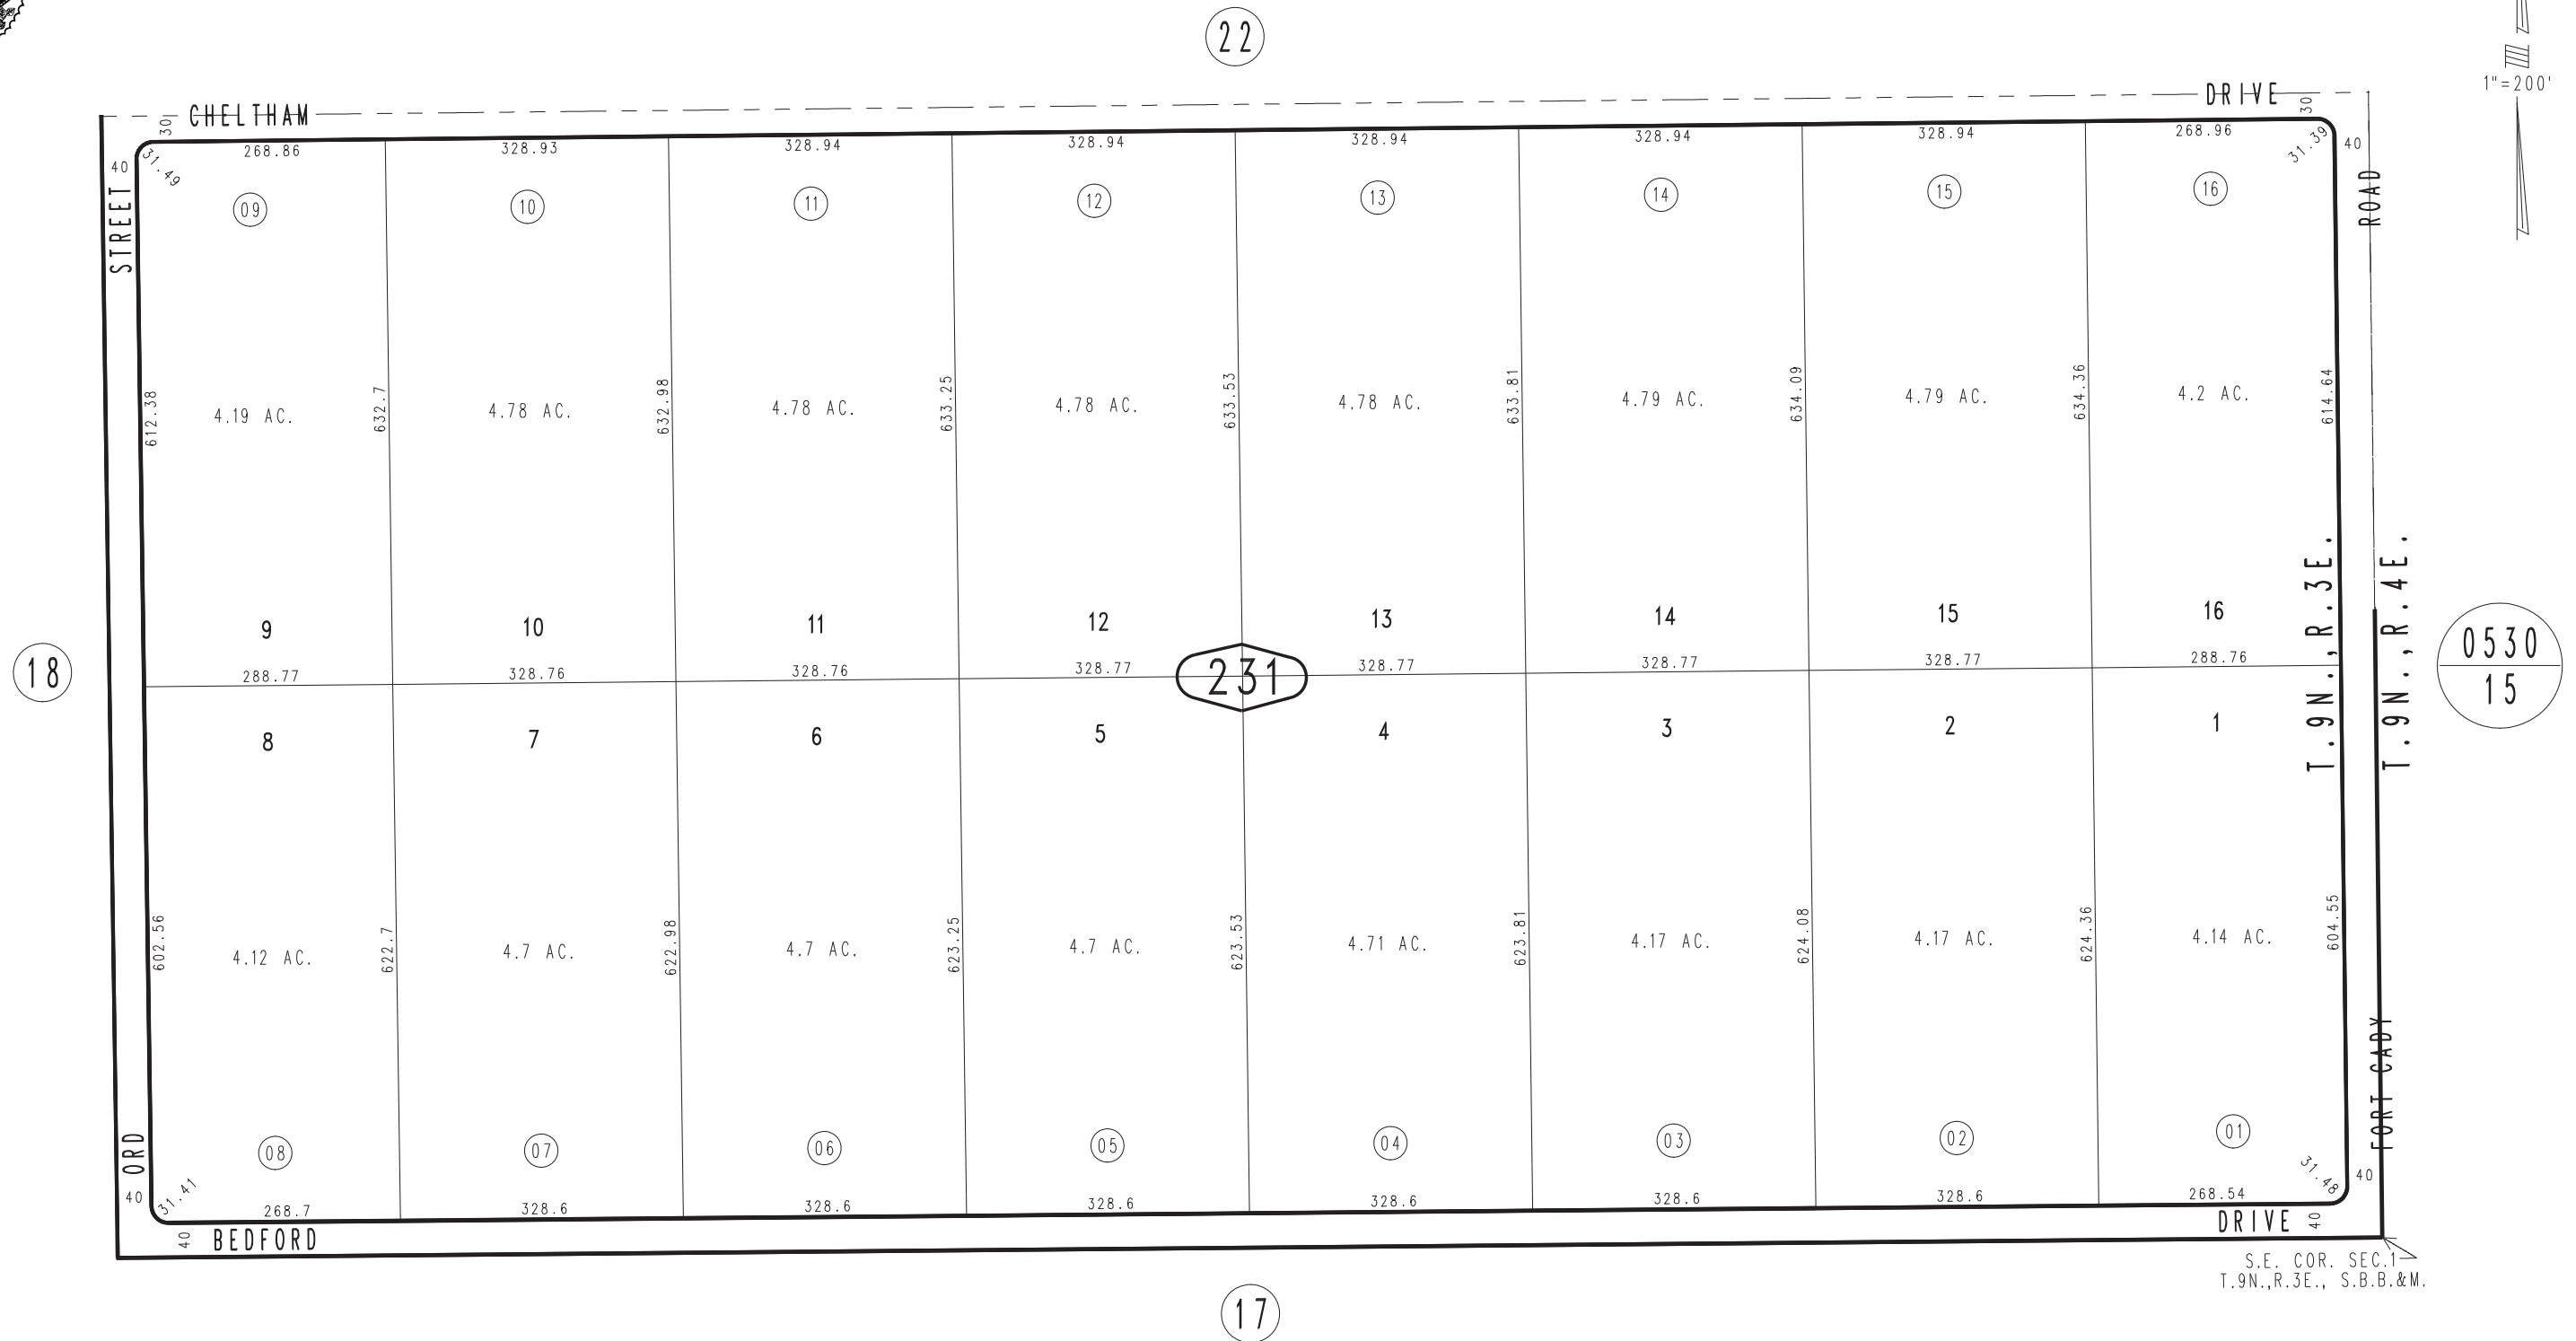 22
1"=200'
CHELTHAM DRIVE
30 30
40 31.49 268.86 328.93 328.94 328.94 328.94 328.94 328.94 268.96 31.39 40
STREET
ROAD
09 10 11 12 13 14 15 16
612.38 632.7 632.98 633.25 633.53 633.81 634.09 634.36 614.64
4.19 AC. 4.78 AC. 4.78 AC. 4.78 AC. 4.78 AC. 4.79 AC. 4.79 AC. 4.2 AC.
9 10 11 12 13 14 15 16
288.77 328.76 328.76 328.77 328.77 328.77 328.77 288.76
18
231
T.9N.,R.3E.
T.9N.,R.4E.
0530
15
8 7 6 5 4 3 2 1
602.56 622.7 622.98 623.25 623.53 623.81 624.08 624.36 604.55
4.12 AC. 4.7 AC. 4.7 AC. 4.7 AC. 4.71 AC. 4.17 AC. 4.17 AC. 4.14 AC.
ORD
FORT CADY
08 07 06 05 04 03 02 01
40 31.41 268.7 328.6 328.6 328.6 328.6 328.6 328.6 268.54 31.48 40
40 BEDFORD DRIVE 40
S.E. COR. SEC.1
T.9N.,R.3E., S.B.B.&M.
17